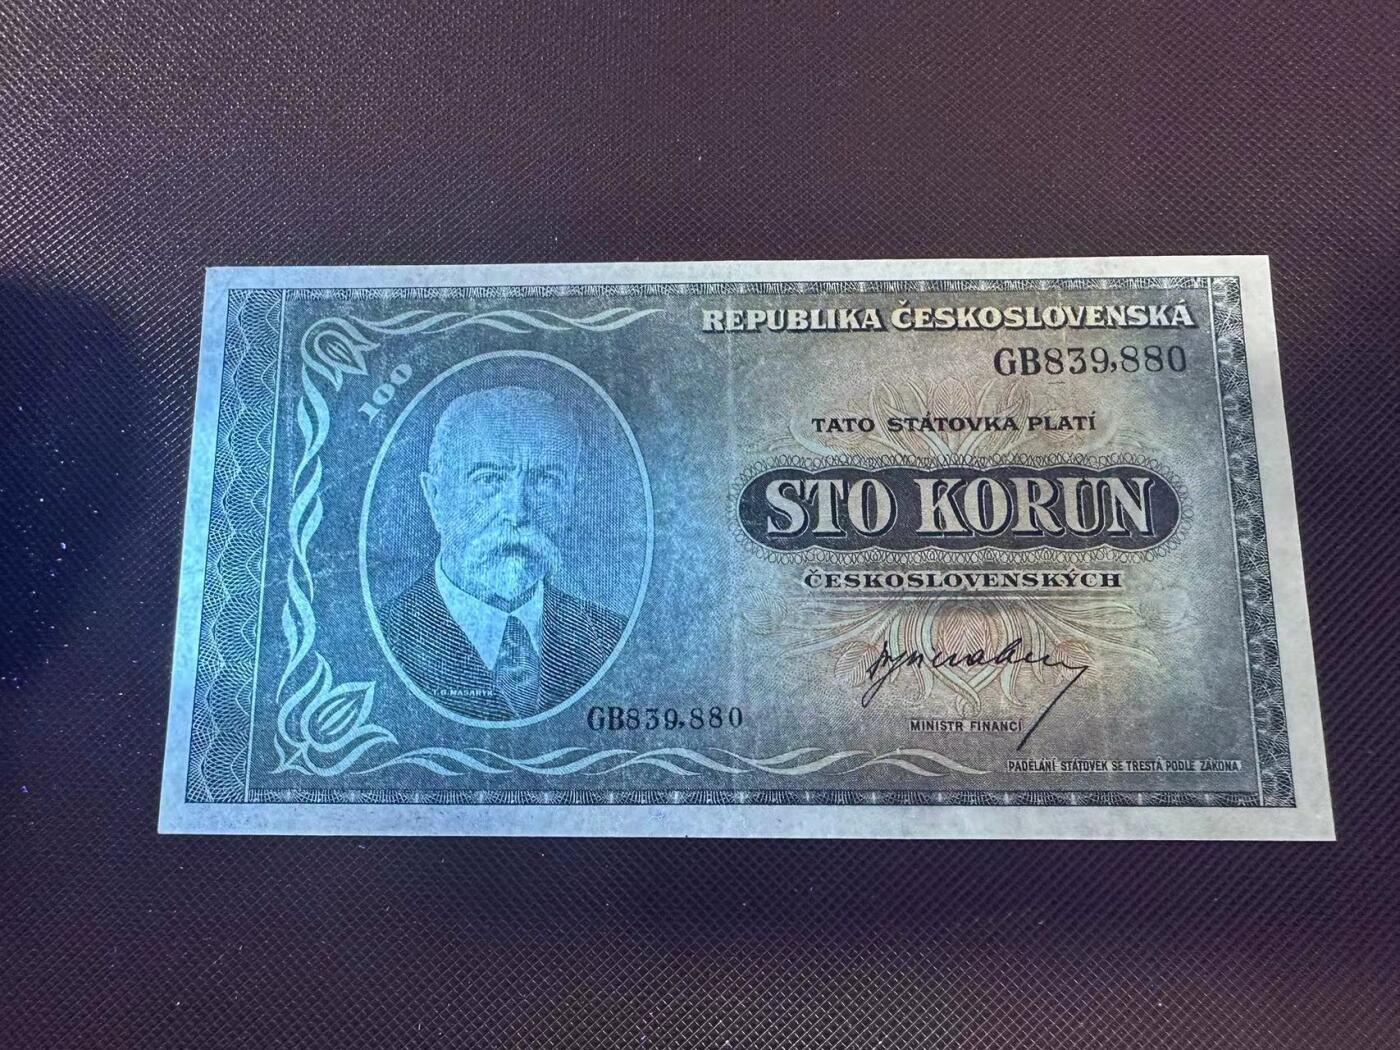 REPUBLIKA ČESKOSLOVENSKÁ
GB839,880
100
TATO STÁTOVKA PLATÍ
STO KORUN
ČESKOSLOVENSKÝCH
T.G.MASARYK
GB839,880
MINISTR FINANCÍ
PADĚLÁNÍ STÁTOVEK SE TRESTÁ PODLE ZÁKONA